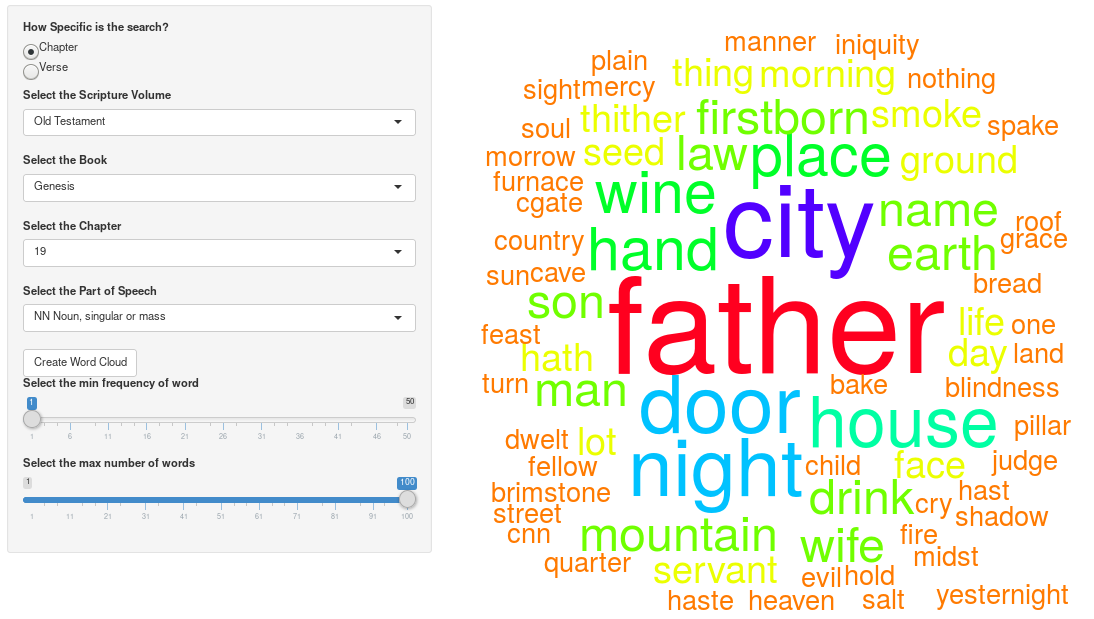 How Specific is the search?
Chapter
Verse
Select the Scripture Volume
Old Testament
Select the Book
Genesis
Select the Chapter
19
Select the Part of Speech
NN Noun, singular or mass
Create Word Cloud
Select the min frequency of word
1 50
1 6 11 16 21 26 31 36 41 46 50
Select the max number of words
1 100
1 11 21 31 41 51 61 71 81 91 100
manner iniquity
plain thing morning nothing
sight mercy
soul thither firstborn smoke spake
morrow seed law place ground
furnace wine city name
cgate roof
country hand earth grace
sun cave bread
son father life one
feast hath day land
turn man door bake blindness
house pillar
dwelt lot night child face judge
fellow
brimstone drink cry hast
street shadow
cnn mountain wife fire
quarter servant evil hold midst
haste heaven salt yesternight